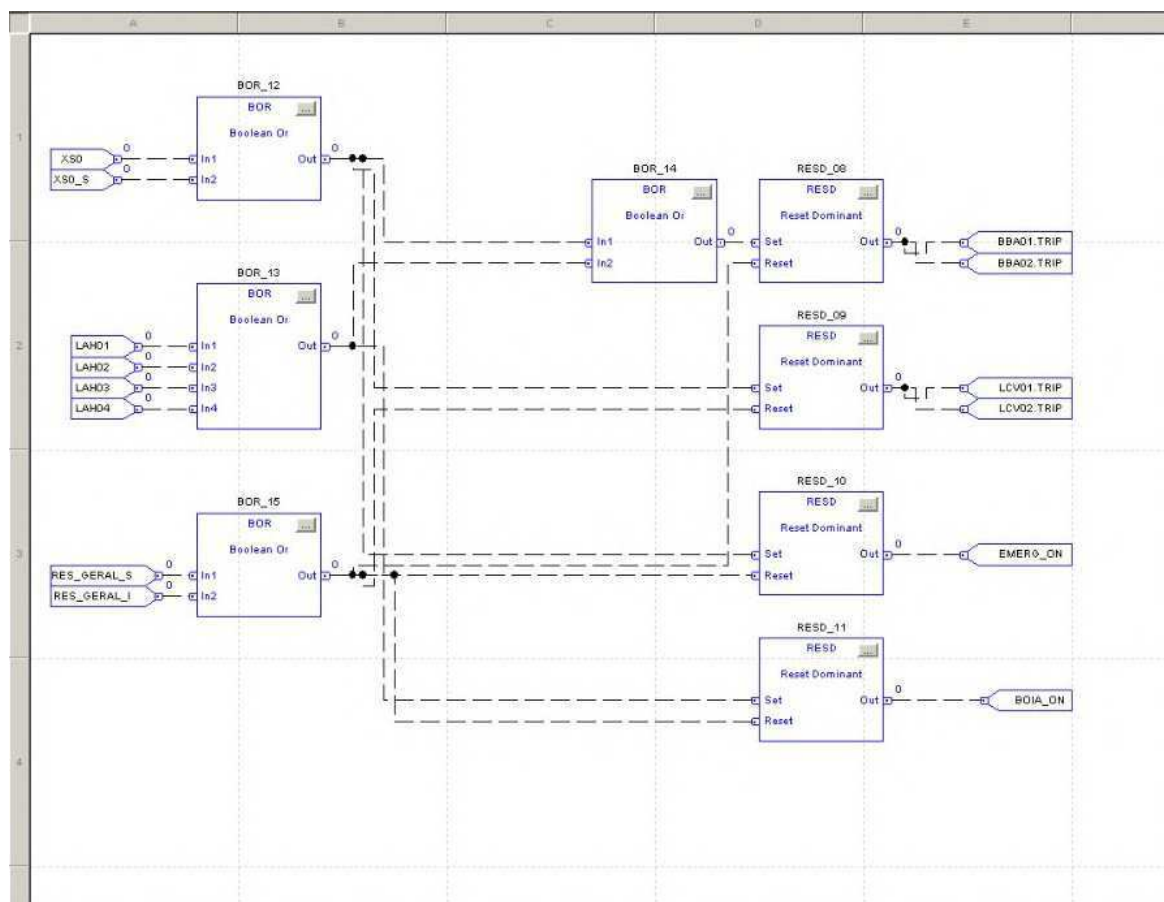 A B C D E
1
2
3
4
BOR_12
BOR
...
Boolean Or
XS0
0
In1
Out
0
XS0_S
0
In2
BOR_14
BOR
...
Boolean Or
In1
Out
0
In2
RESD_08
RESD
...
Reset Dominant
Set
Out
0
Reset
BBA01.TRIP
BBA02.TRIP
BOR_13
BOR
...
Boolean Or
LAH01
0
In1
Out
0
LAH02
0
In2
LAH03
0
In3
LAH04
0
In4
RESD_09
RESD
...
Reset Dominant
Set
Out
0
Reset
LCV01.TRIP
LCV02.TRIP
BOR_15
BOR
...
Boolean Or
RES_GERAL_S
0
In1
Out
0
RES_GERAL_I
0
In2
RESD_10
RESD
...
Reset Dominant
Set
Out
0
Reset
EMERG_ON
RESD_11
RESD
...
Reset Dominant
Set
Out
0
Reset
BOIA_ON